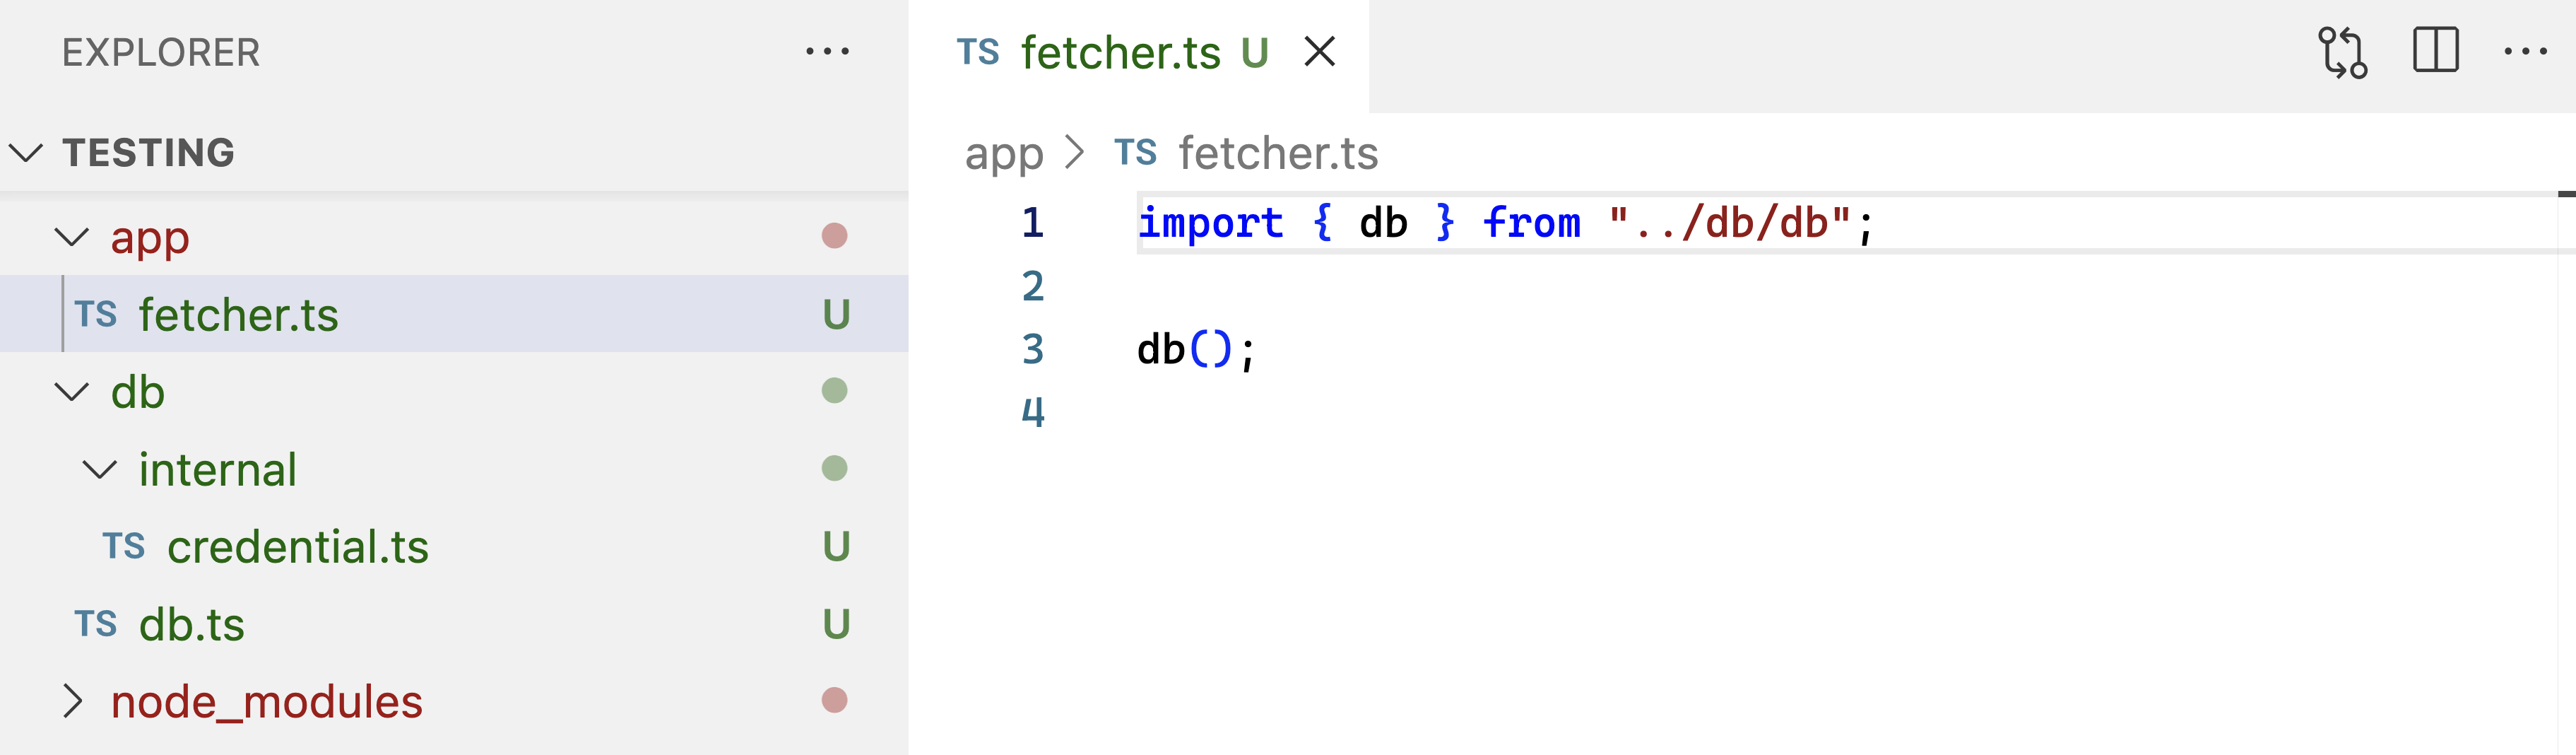 EXPLORER ...
TESTING
app
TS fetcher.ts U
db
internal
TS credential.ts U
TS db.ts U
node_modules
TS fetcher.ts U
app > TS fetcher.ts
1 import { db } from "../db/db";
2
3 db();
4